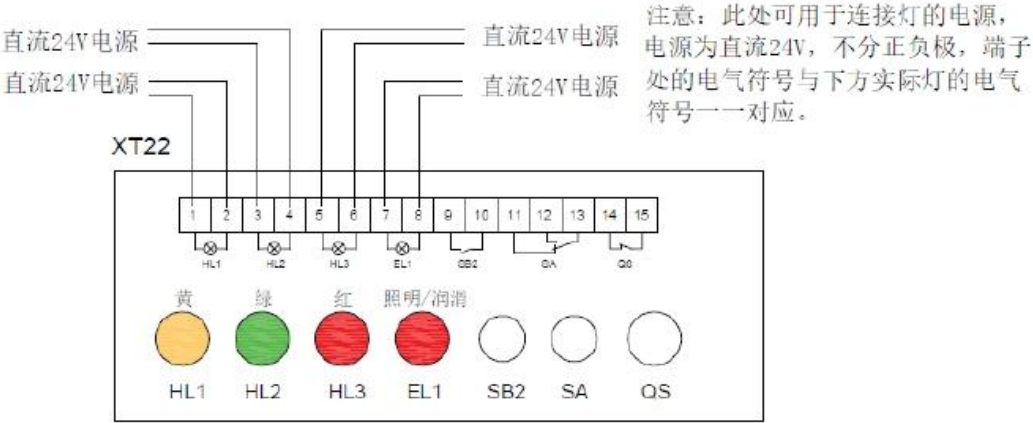 直流24V电源
直流24V电源
直流24V电源
直流24V电源
注意：此处可用于连接灯的电源，
电源为直流24V，不分正负极，端子
处的电气符号与下方实际灯的电气
符号一一对应。
XT22
1 2 3 4 5 6 7 8 9 10 11 12 13 14 15
HL1 HL2 HL3 EL1 SB2 SA QS
黄 绿 红 照明/润滑
HL1 HL2 HL3 EL1 SB2 SA QS